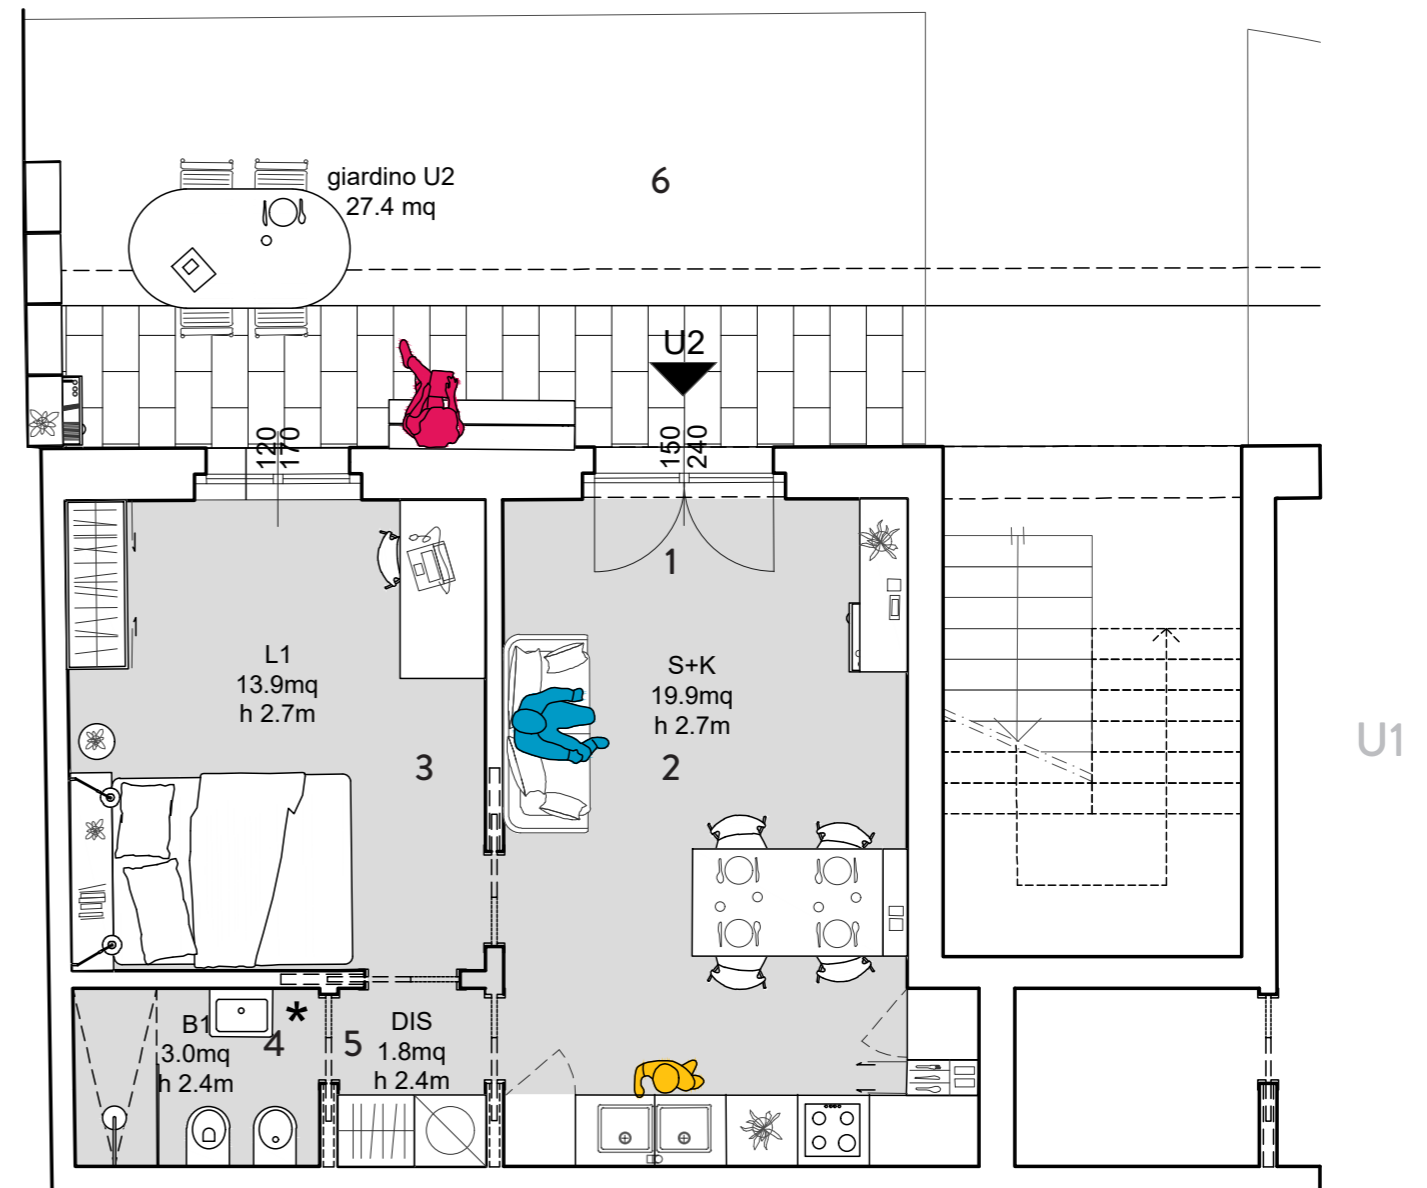 giardino U2
27.4 mq
6
U2
120
170
150
240
1
L1
13.9mq
h 2.7m
S+K
19.9mq
h 2.7m
U1
3
2
B1
3.0mq
h 2.4m
4
*
5
DIS
1.8mq
h 2.4m